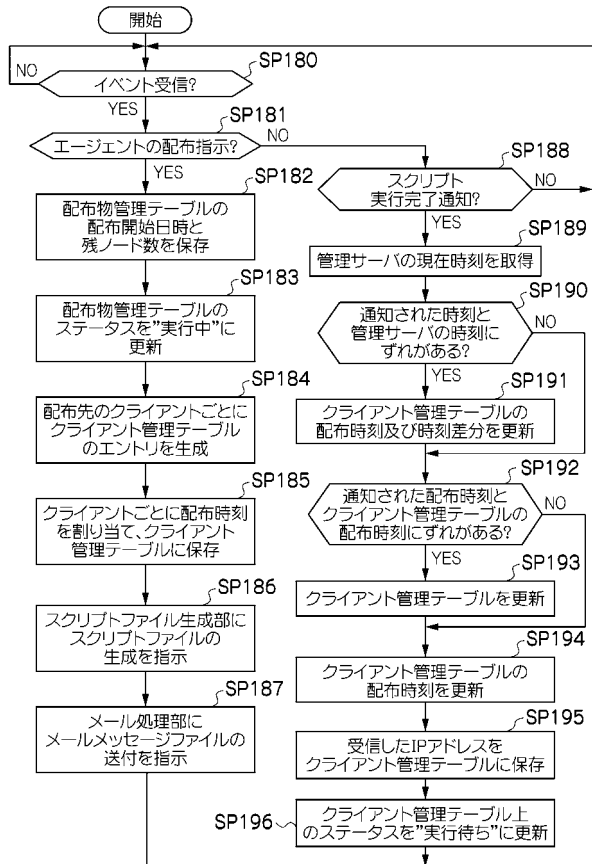 開始
SP180
イベント受信?
NO
YES
SP181
エージェントの配布指示?
NO
YES
SP182
配布物管理テーブルの
配布開始日時と
残ノード数を保存
SP183
配布物管理テーブルの
ステータスを”実行中”に
更新
SP184
配布先のクライアントごとに
クライアント管理テーブル
のエントリを生成
SP185
クライアントごとに配布時刻
を割り当て、クライアント
管理テーブルに保存
SP186
スクリプトファイル生成部に
スクリプトファイルの
生成を指示
SP187
メール処理部に
メールメッセージファイルの
送付を指示
SP188
スクリプト
実行完了通知?
NO
YES
SP189
管理サーバの現在時刻を取得
SP190
通知された時刻と
管理サーバの時刻に
ずれがある?
NO
YES
SP191
クライアント管理テーブルの
配布時刻及び時刻差分を更新
SP192
通知された配布時刻と
クライアント管理テーブルの
配布時刻にずれがある?
NO
YES
SP193
クライアント管理テーブルを更新
SP194
クライアント管理テーブルの
配布時刻を更新
SP195
受信したIPアドレスを
クライアント管理テーブルに保存
SP196
クライアント管理テーブル上
のステータスを”実行待ち”に更新